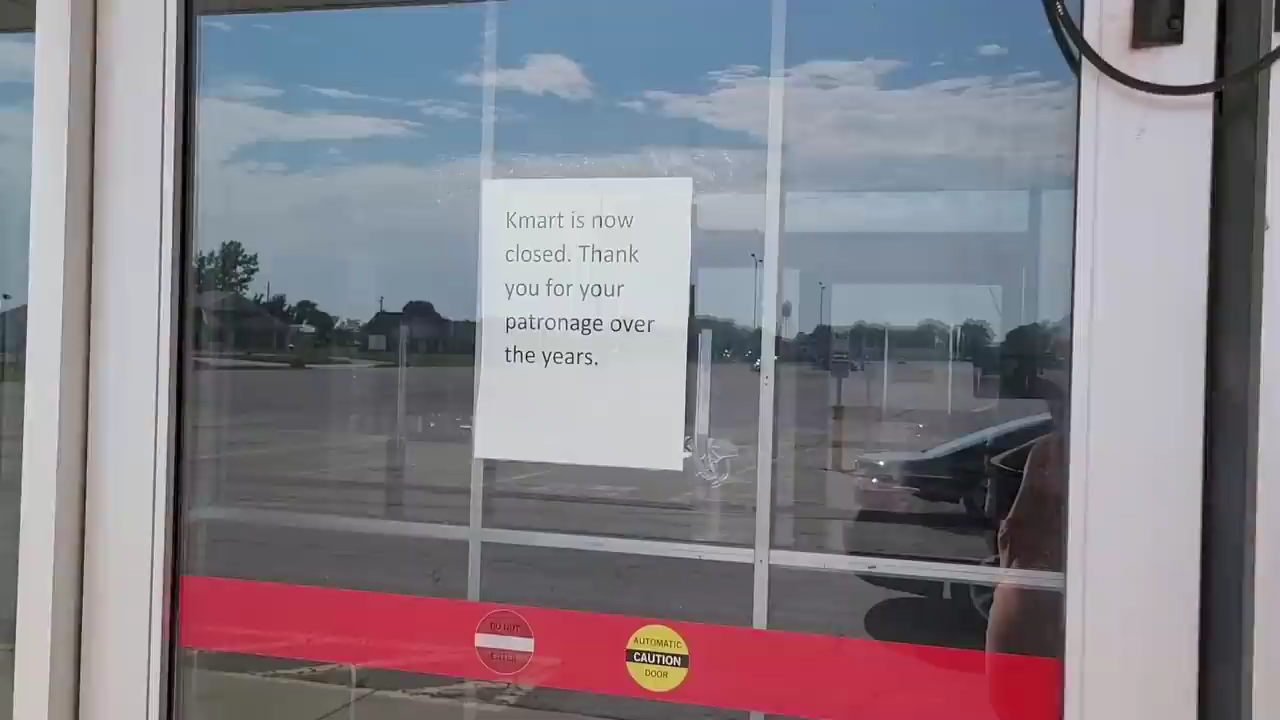 Kmart is now
closed. Thank
you for your
patronage over
the years.
DO NOT
ENTER
AUTOMATIC
CAUTION
DOOR